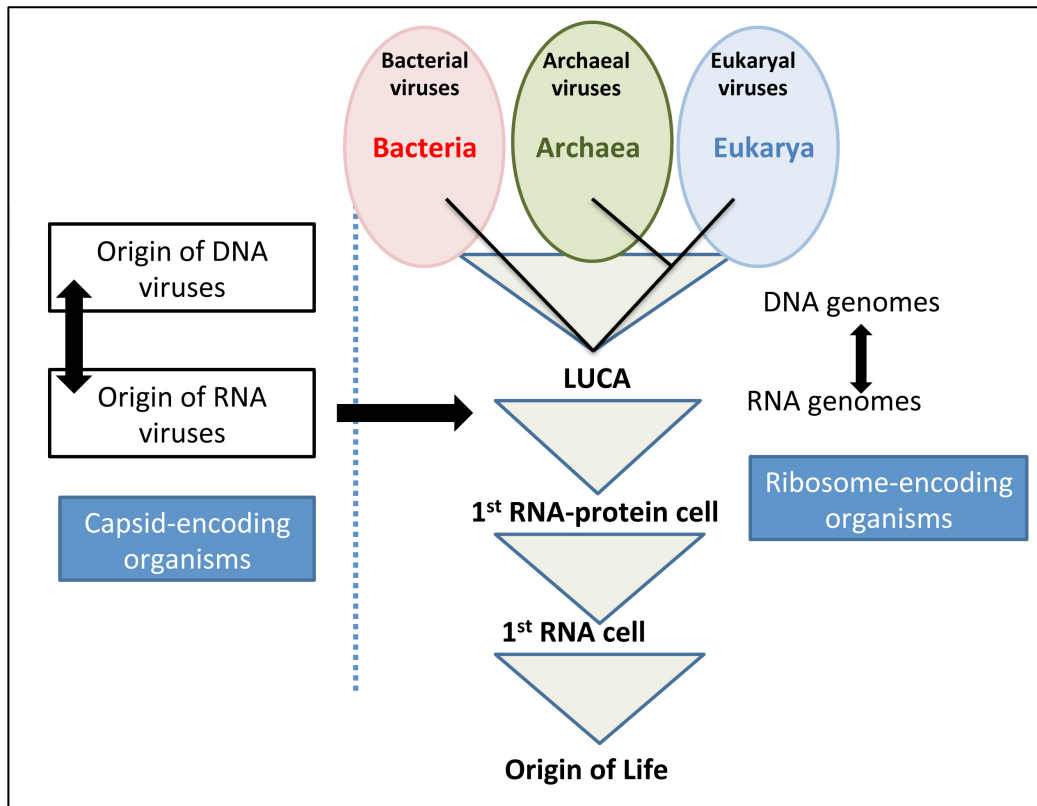 Bacterial
viruses
Archaeal
viruses
Eukaryal
viruses
Bacteria
Archaea
Eukarya
Origin of DNA
viruses
DNA genomes
Origin of RNA
viruses
LUCA
RNA genomes
Capsid-encoding
organisms
1st RNA-protein cell
Ribosome-encoding
organisms
1st RNA cell
Origin of Life